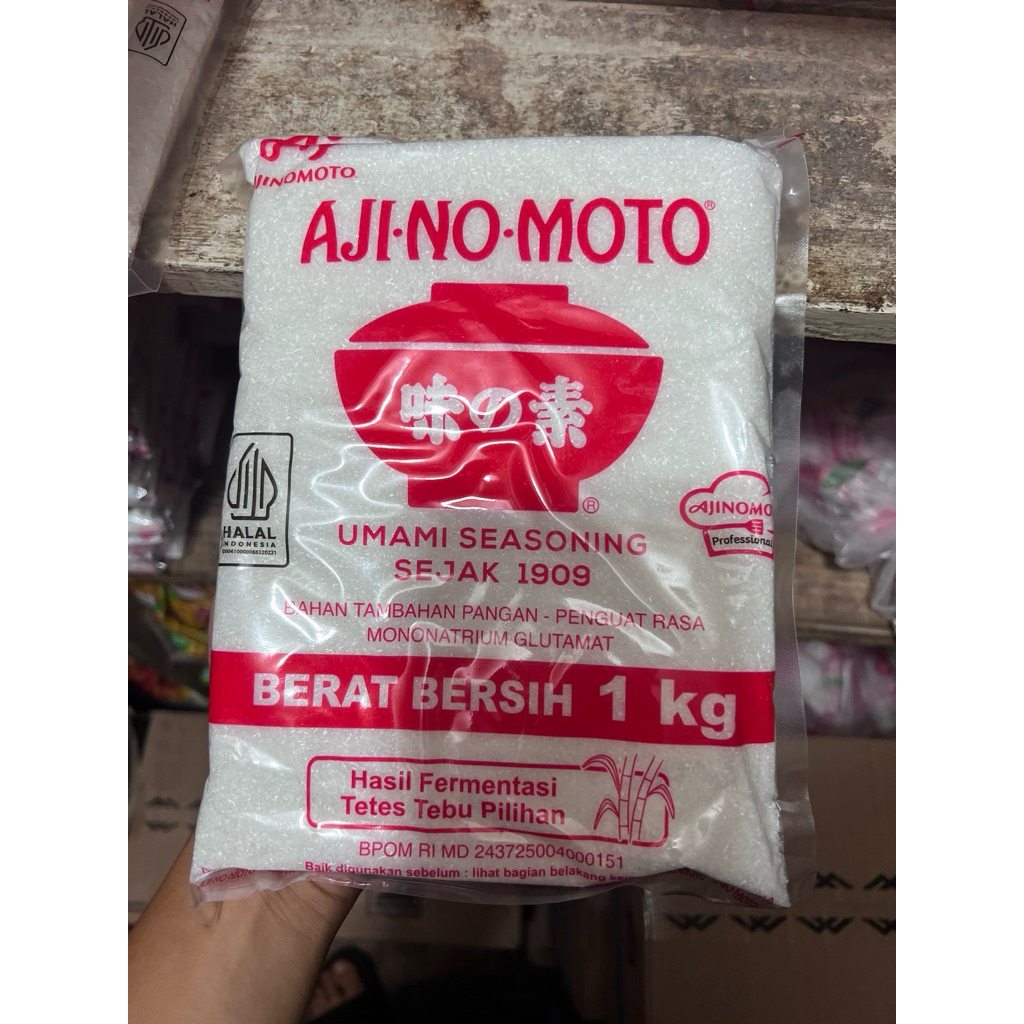 AJINOMOTO
AJI·NO·MOTO®
味の素
®
HALAL
INDONESIA
UMAMI SEASONING
SEJAK 1909
AJINOMO
Professional
BAHAN TAMBAHAN PANGAN - PENGUAT RASA
MONONATRIUM GLUTAMAT
BERAT BERSIH 1 kg
Hasil Fermentasi
Tetes Tebu Pilihan
BPOM RI MD 243725004000151
Baik digunakan sebelum : lihat bagian belakang